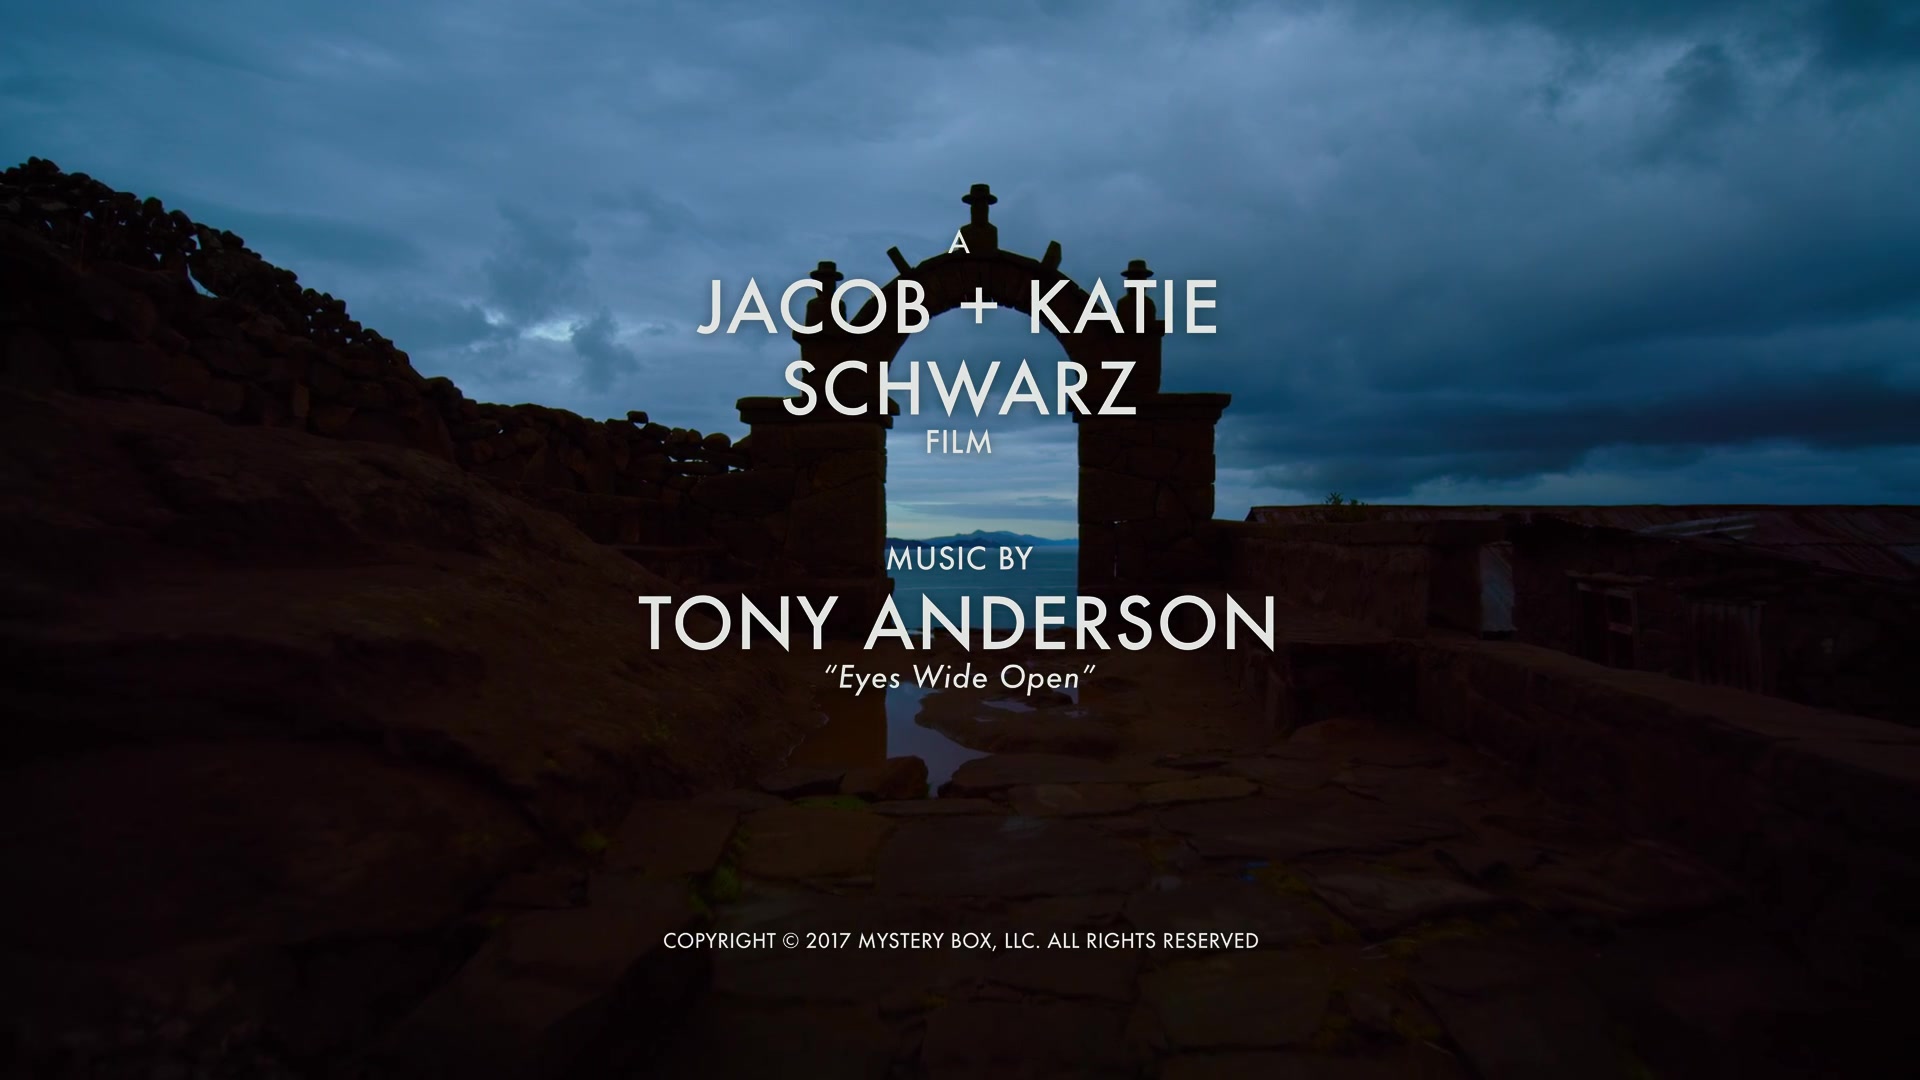 A
JACOB + KATIE
SCHWARZ
FILM
MUSIC BY
TONY ANDERSON
“Eyes Wide Open”
COPYRIGHT © 2017 MYSTERY BOX, LLC. ALL RIGHTS RESERVED